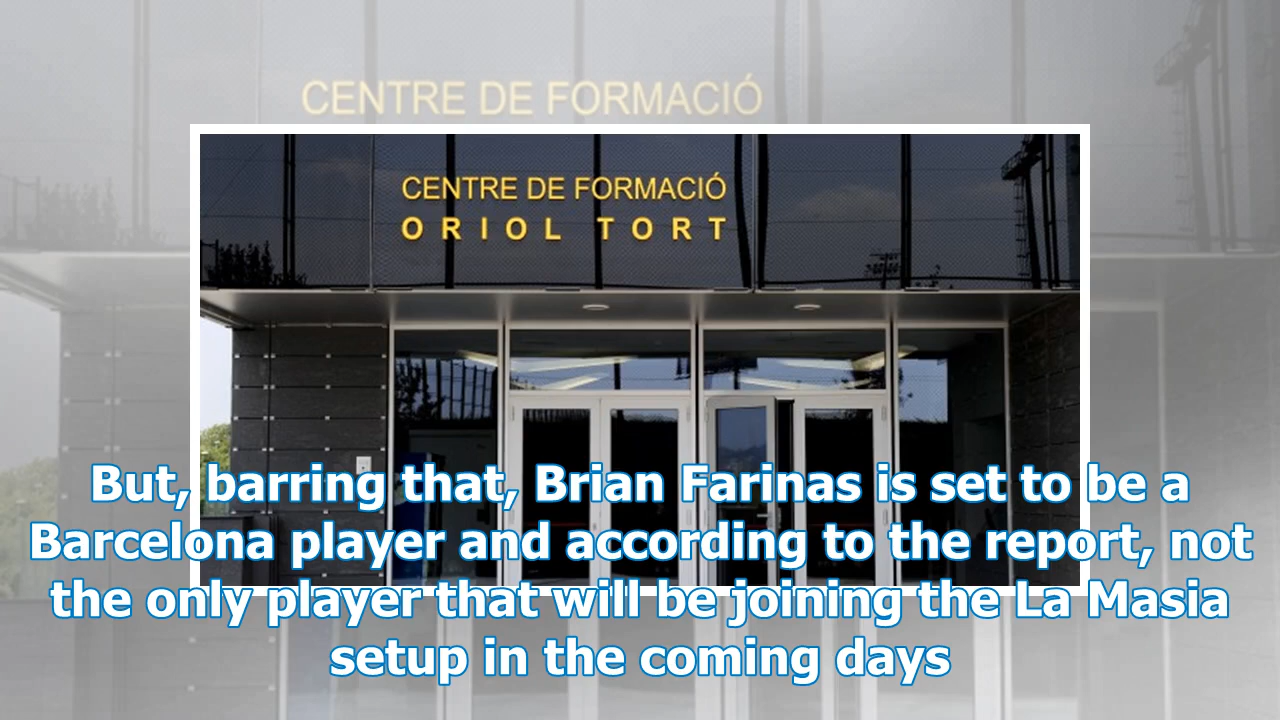 CENTRE DE FORMACIÓ
CENTRE DE FORMACIÓ
ORIOL TORT
But, barring that, Brian Farinas is set to be a
Barcelona player and according to the report, not
the only player that will be joining the La Masia
setup in the coming days